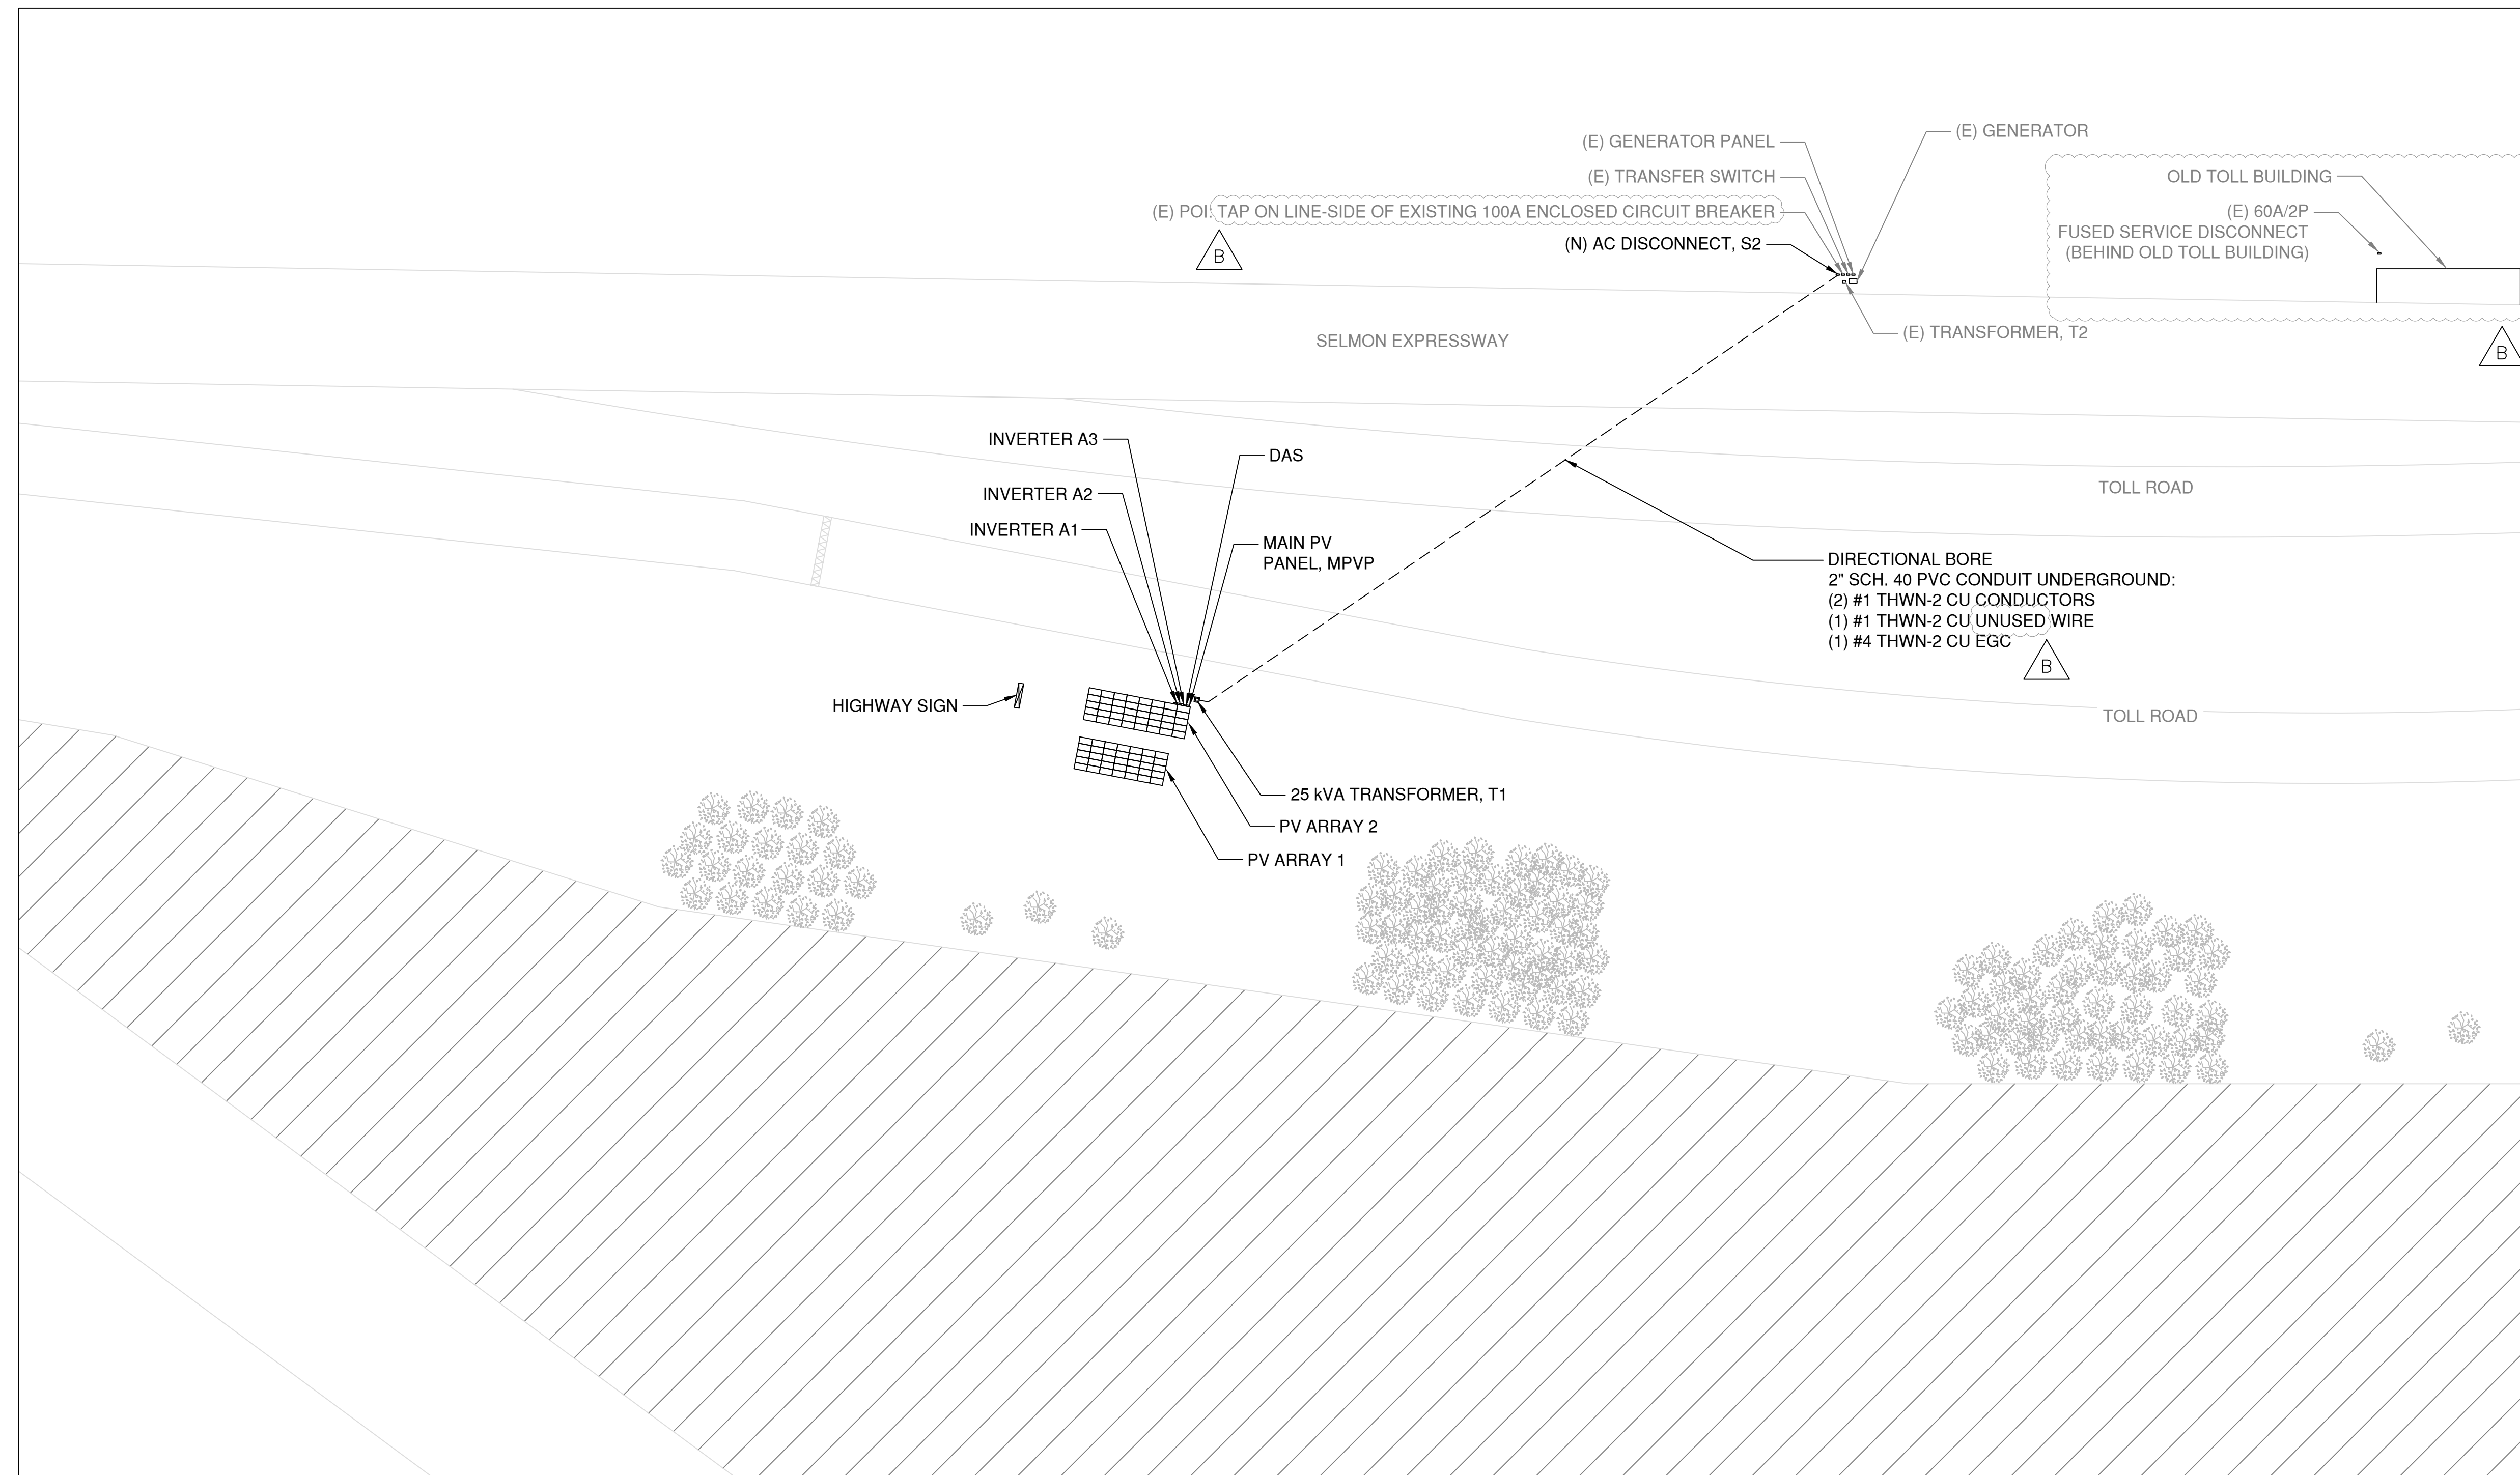 (E) GENERATOR PANEL
(E) GENERATOR
(E) TRANSFER SWITCH
(E) POI: TAP ON LINE-SIDE OF EXISTING 100A ENCLOSED CIRCUIT BREAKER
B
(N) AC DISCONNECT, S2
OLD TOLL BUILDING
(E) 60A/2P
FUSED SERVICE DISCONNECT
(BEHIND OLD TOLL BUILDING)
(E) TRANSFORMER, T2
B
SELMON EXPRESSWAY
INVERTER A3
DAS
INVERTER A2
INVERTER A1
MAIN PV
PANEL, MPVP
TOLL ROAD
DIRECTIONAL BORE
2" SCH. 40 PVC CONDUIT UNDERGROUND:
(2) #1 THWN-2 CU CONDUCTORS
(1) #1 THWN-2 CU UNUSED WIRE
(1) #4 THWN-2 CU EGC
B
HIGHWAY SIGN
TOLL ROAD
25 kVA TRANSFORMER, T1
PV ARRAY 2
PV ARRAY 1